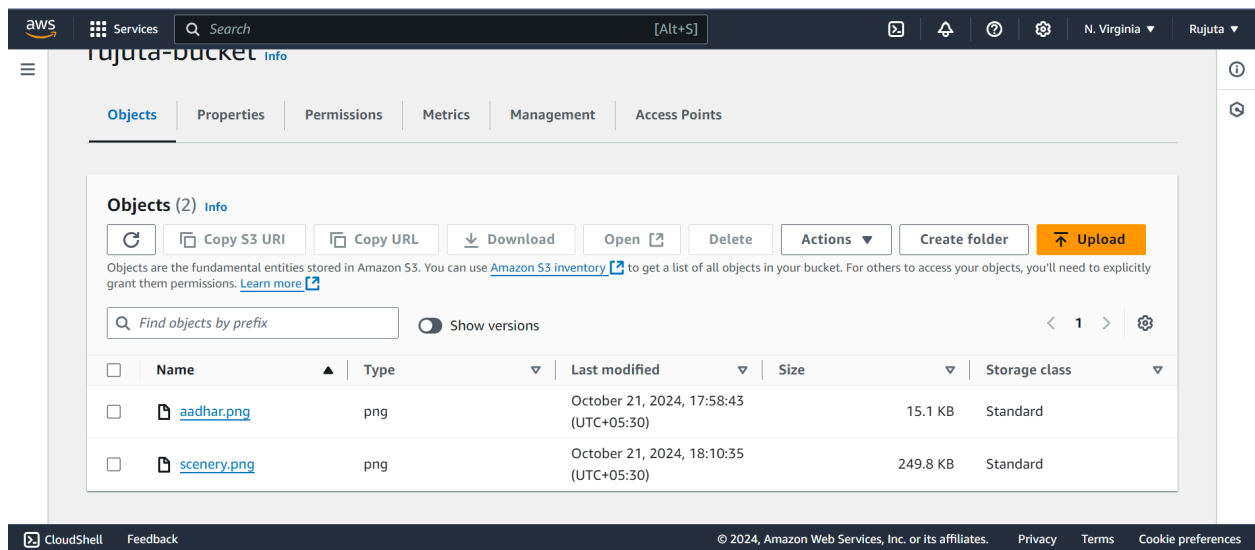 aws Services Search [Alt+S] N. Virginia Rujuta
rujuta-bucket Info
Objects Properties Permissions Metrics Management Access Points
Objects (2) Info
Copy S3 URI Copy URL Download Open Delete Actions Create folder Upload
Objects are the fundamental entities stored in Amazon S3. You can use Amazon S3 inventory to get a list of all objects in your bucket. For others to access your objects, you'll need to explicitly
grant them permissions. Learn more
Find objects by prefix Show versions 1
Name Type Last modified Size Storage class
aadhar.png png October 21, 2024, 17:58:43 (UTC+05:30) 15.1 KB Standard
scenery.png png October 21, 2024, 18:10:35 (UTC+05:30) 249.8 KB Standard
CloudShell Feedback © 2024, Amazon Web Services, Inc. or its affiliates. Privacy Terms Cookie preferences